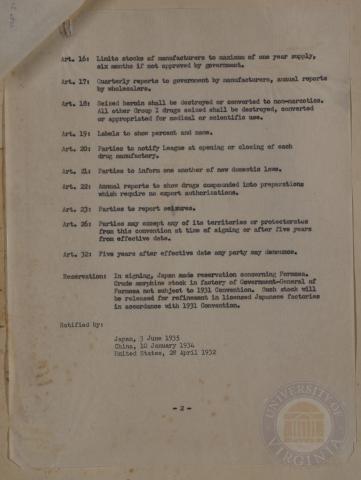 Art. 16: Limits stocks of manufacturers to maximum of one year supply,
six months if not approved by government.
Art. 17: Quarterly reports to government by manufacturers, annual reports
by wholesalers.
Art. 18: Seized heroin shall be destroyed or converted to non-narcotics.
All other Group I drugs seized shall be destroyed, converted
or appropriated for medical or scientific use.
Art. 19: Labels to show percent and name.
Art. 20: Parties to notify League at opening or closing of each
drug manufactory.
Art. 21: Parties to inform one another of new domestic laws.
Art. 22: Annual reports to show drugs compounded into preparations
which require no export authorizations.
Art. 23: Parties to report seizures.
Art. 26: Parties may except any of its territories or protectorates
from this convention at time of signing or after five years
from effective date.
Art. 32: Five years after effective date any party may denounce.
Reservation: In signing, Japan made reservation concerning Formosa.
Crude morphine stock in factory of Government-General of
Formosa not subject to 1931 Convention. Such stock will
be released for refinement in licensed Japanese factories
in accordance with 1931 Convention.
Ratified by:
Japan, 3 June 1935
China, 10 January 1934
United States, 28 April 1932
- 2 -
UNIVERSITY OF
VIRGINIA